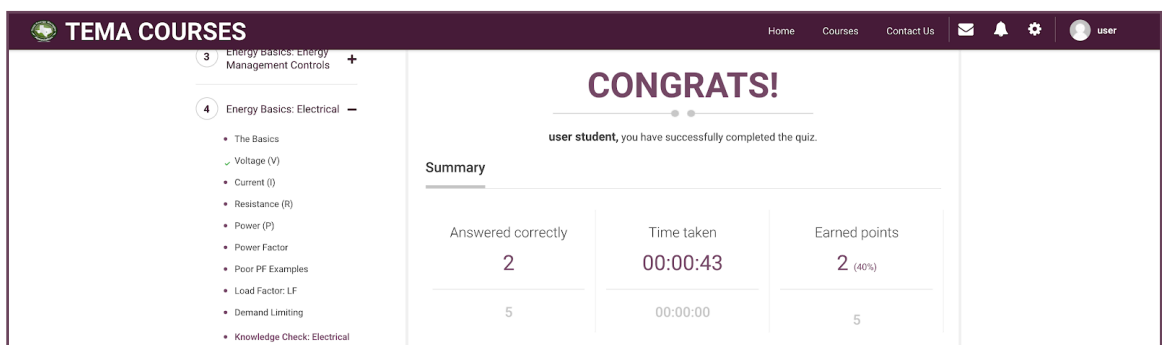 TEMA COURSES
Home Courses Contact Us user
3 Energy Basics: Energy
Management Controls
4 Energy Basics: Electrical
The Basics
Voltage (V)
Current (I)
Resistance (R)
Power (P)
Power Factor
Poor PF Examples
Load Factor: LF
Demand Limiting
Knowledge Check: Electrical
CONGRATS!
user student, you have successfully completed the quiz.
Summary
Answered correctly
2
5
Time taken
00:00:43
00:00:00
Earned points
2 (40%)
5